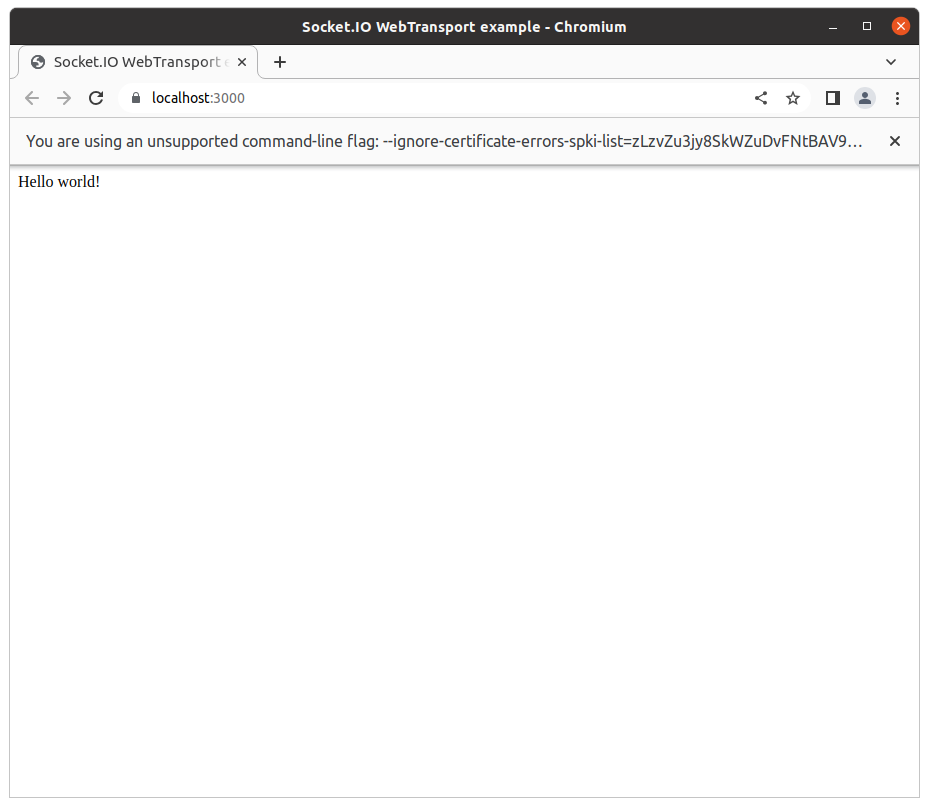 Socket.IO WebTransport example - Chromium
Socket.IO WebTransport e
localhost:3000
You are using an unsupported command-line flag: --ignore-certificate-errors-spki-list=zLzvZu3jy8SkWZuDvFNtBAV9…
Hello world!